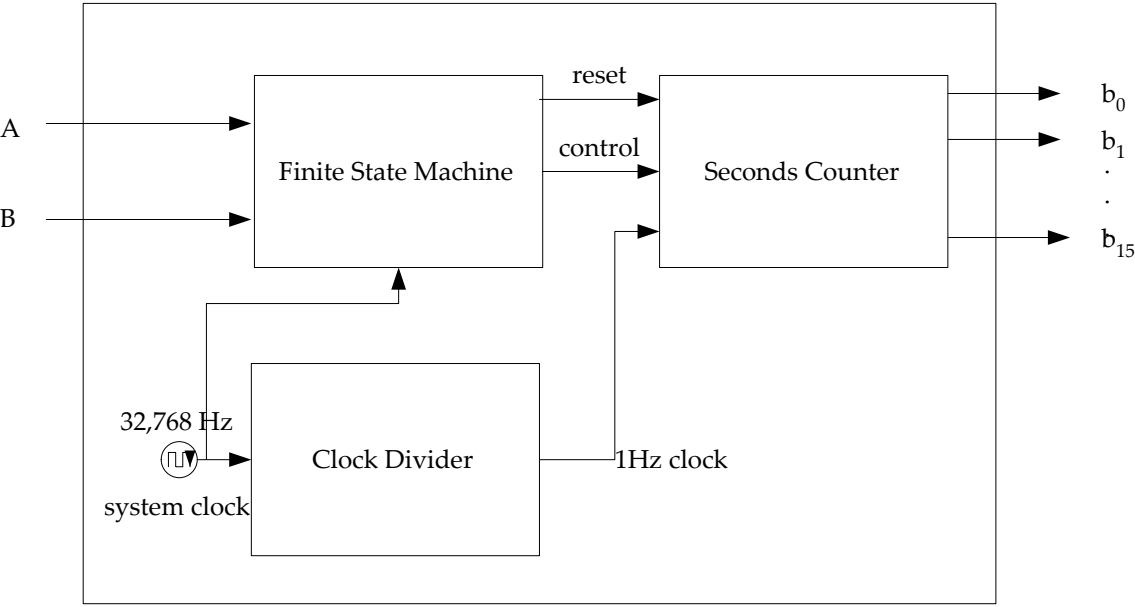 reset
b0
A
control
b1
Finite State Machine
Seconds Counter
.
.
.
B
b15
32,768 Hz
Clock Divider
1Hz clock
system clock